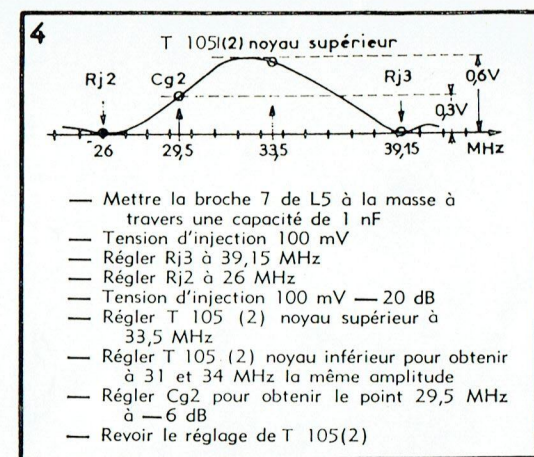 4
T 105|(2) noyau supérieur
Rj2 Cg2 Rj3 0,6V
0,3V
26 29,5 33,5 39,15 MHz
— Mettre la broche 7 de L5 à la masse à
travers une capacité de 1 nF
— Tension d'injection 100 mV
— Régler Rj3 à 39,15 MHz
— Régler Rj2 à 26 MHz
— Tension d'injection 100 mV — 20 dB
— Régler T 105 (2) noyau supérieur à
33,5 MHz
— Régler T 105 (2) noyau inférieur pour obtenir
à 31 et 34 MHz la même amplitude
— Régler Cg2 pour obtenir le point 29,5 MHz
à — 6 dB
— Revoir le réglage de T 105(2)